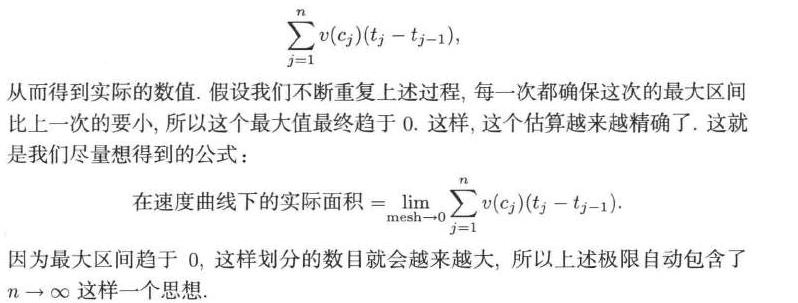 $$\sum_{j=1}^{n} v(c_j)(t_j - t_{j-1}),$$
从而得到实际的数值. 假设我们不断重复上述过程, 每一次都确保这次的最大区间
比上一次的要小, 所以这个最大值最终趋于 0. 这样, 这个估算越来越精确了. 这就
是我们尽量想得到的公式:
$$在速度曲线下的实际面积 = \lim_{\text{mesh}\to 0} \sum_{j=1}^{n} v(c_j)(t_j - t_{j-1}).$$
因为最大区间趋于 0, 这样划分的数目就会越来越大, 所以上述极限自动包含了
n → ∞ 这样一个思想.